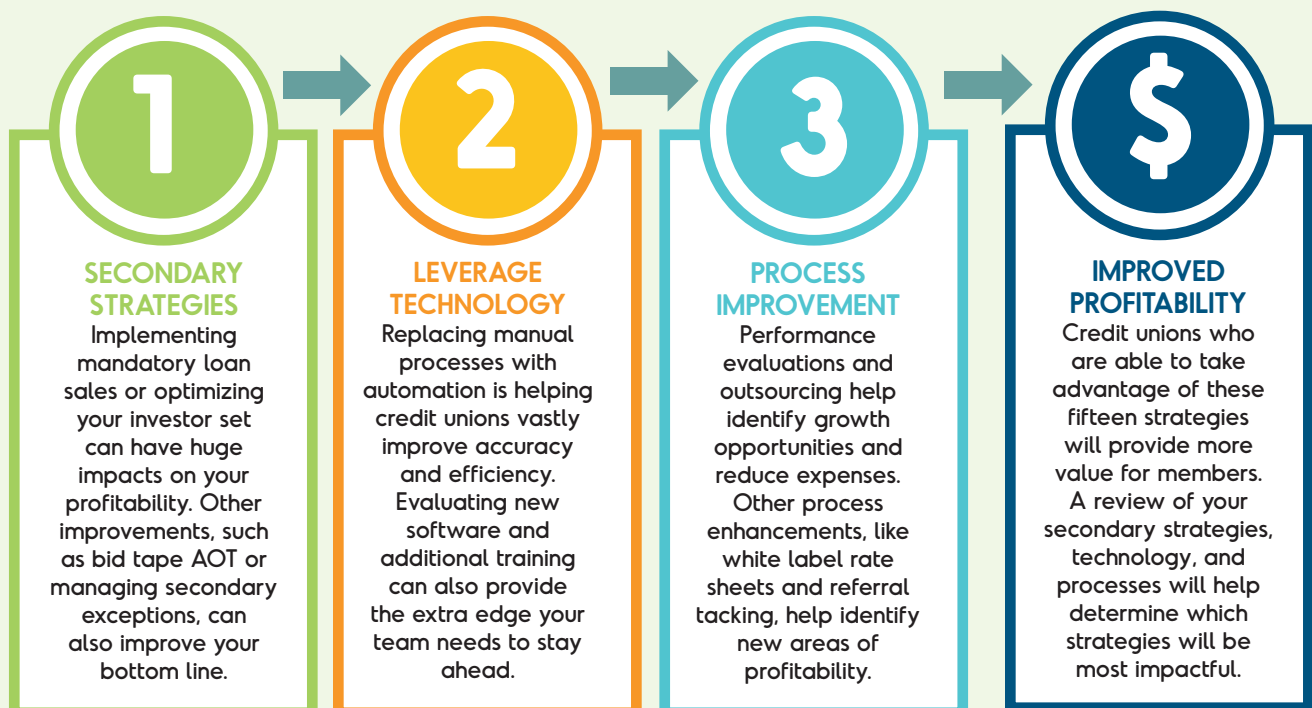 1
SECONDARY
STRATEGIES
Implementing
mandatory loan
sales or optimizing
your investor set
can have huge
impacts on your
profitability. Other
improvements, such
as bid tape AOT or
managing secondary
exceptions, can
also improve your
bottom line.
2
LEVERAGE
TECHNOLOGY
Replacing manual
processes with
automation is helping
credit unions vastly
improve accuracy
and efficiency.
Evaluating new
software and
additional training
can also provide
the extra edge your
team needs to stay
ahead.
3
PROCESS
IMPROVEMENT
Performance
evaluations and
outsourcing help
identify growth
opportunities and
reduce expenses.
Other process
enhancements, like
white label rate
sheets and referral
tacking, help identify
new areas of
profitability.
$
IMPROVED
PROFITABILITY
Credit unions who
are able to take
advantage of these
fifteen strategies
will provide more
value for members.
A review of your
secondary strategies,
technology, and
processes will help
determine which
strategies will be
most impactful.